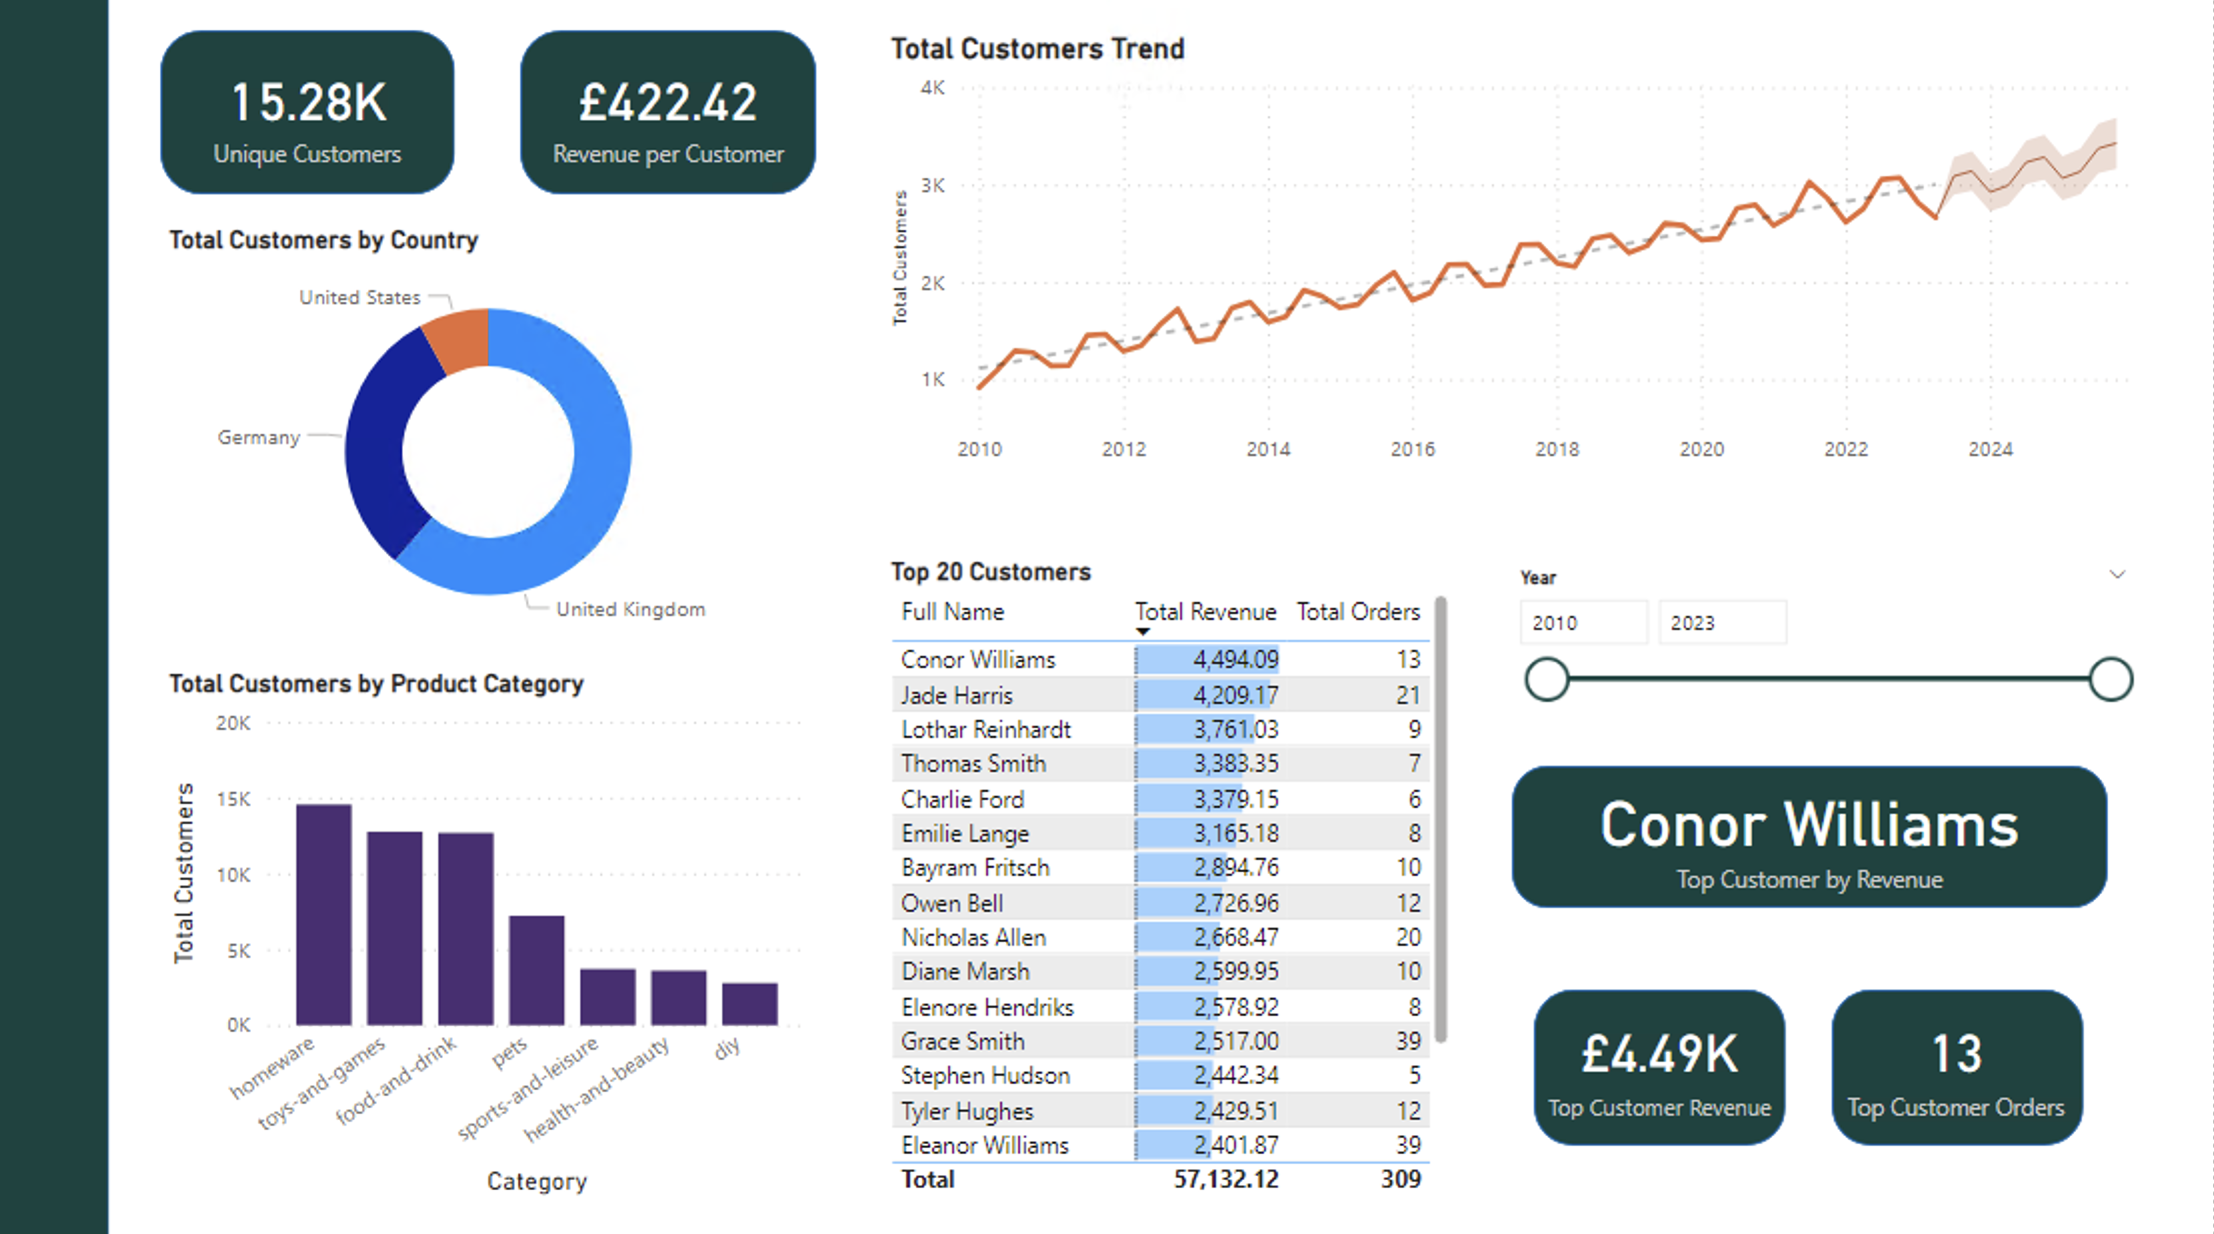 15.28K
Unique Customers
£422.42
Revenue per Customer
Total Customers by Country
United States
Germany
United Kingdom
Total Customers by Product Category
Total Customers
20K
15K
10K
5K
0K
homeware
toys-and-games
food-and-drink
pets
sports-and-leisure
health-and-beauty
diy
Category
Total Customers Trend
Total Customers
4K
3K
2K
1K
2010 2012 2014 2016 2018 2020 2022 2024
Top 20 Customers
Full Name Total Revenue Total Orders
Conor Williams 4,494.09 13
Jade Harris 4,209.17 21
Lothar Reinhardt 3,761.03 9
Thomas Smith 3,383.35 7
Charlie Ford 3,379.15 6
Emilie Lange 3,165.18 8
Bayram Fritsch 2,894.76 10
Owen Bell 2,726.96 12
Nicholas Allen 2,668.47 20
Diane Marsh 2,599.95 10
Elenore Hendriks 2,578.92 8
Grace Smith 2,517.00 39
Stephen Hudson 2,442.34 5
Tyler Hughes 2,429.51 12
Eleanor Williams 2,401.87 39
Total 57,132.12 309
Year
2010 2023
Conor Williams
Top Customer by Revenue
£4.49K
Top Customer Revenue
13
Top Customer Orders